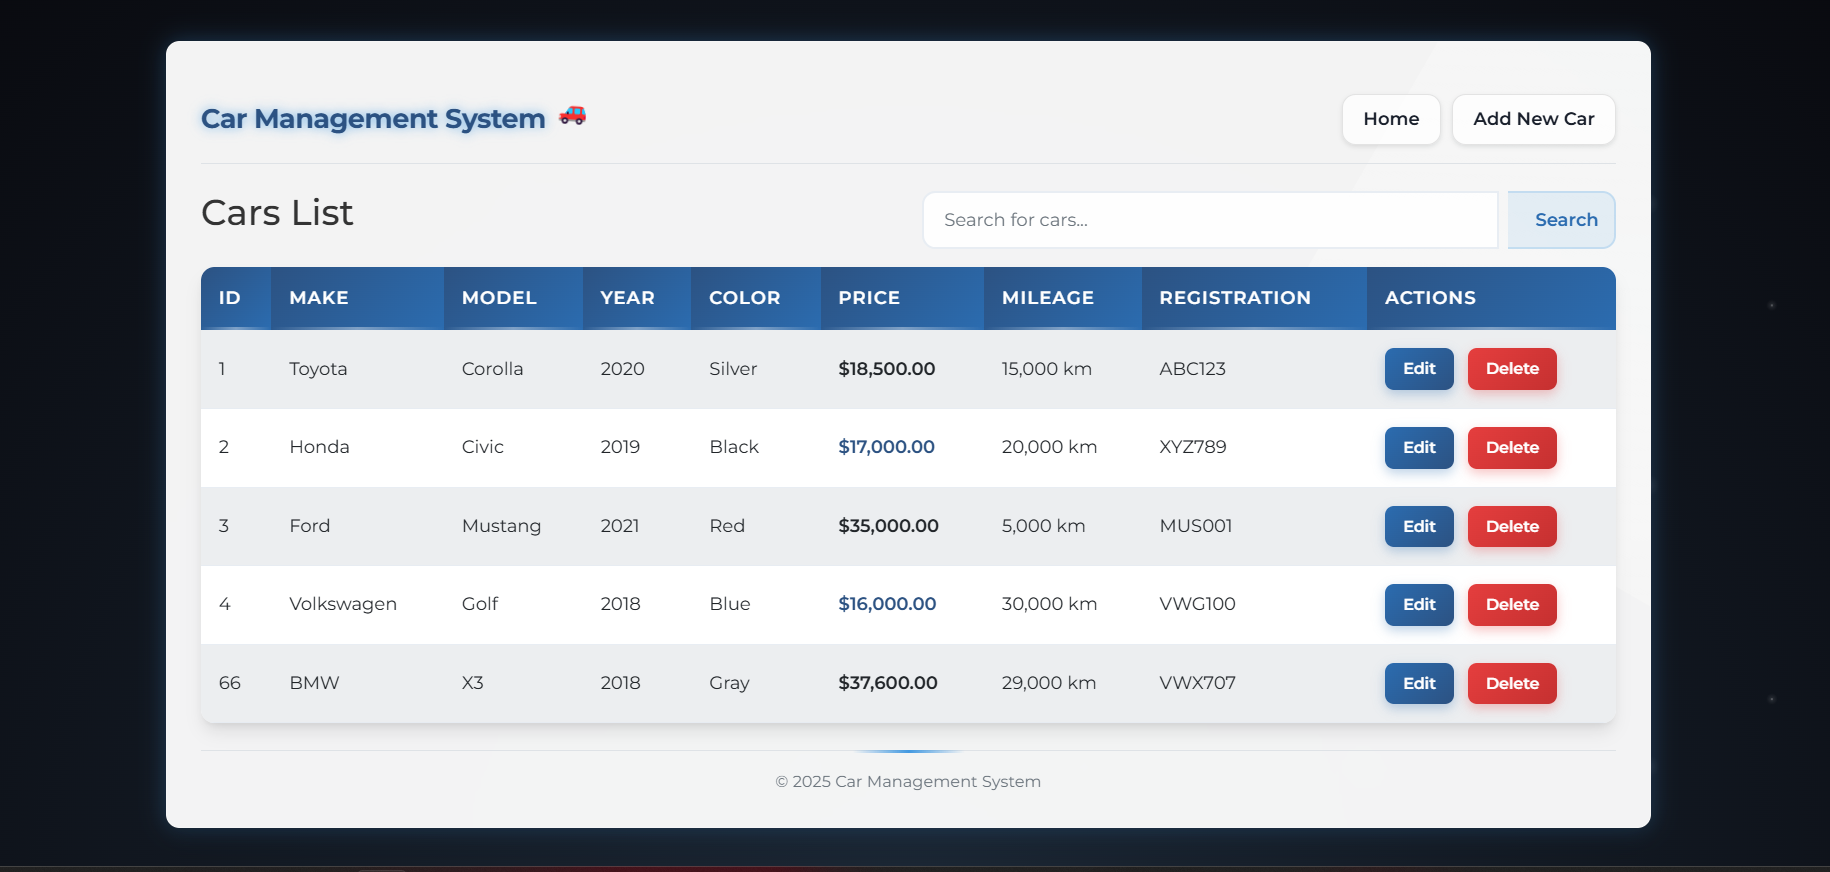 Car Management System
Home Add New Car
Cars List
Search for cars... Search
ID MAKE MODEL YEAR COLOR PRICE MILEAGE REGISTRATION ACTIONS
1 Toyota Corolla 2020 Silver $18,500.00 15,000 km ABC123 Edit Delete
2 Honda Civic 2019 Black $17,000.00 20,000 km XYZ789 Edit Delete
3 Ford Mustang 2021 Red $35,000.00 5,000 km MUS001 Edit Delete
4 Volkswagen Golf 2018 Blue $16,000.00 30,000 km VWG100 Edit Delete
66 BMW X3 2018 Gray $37,600.00 29,000 km VWX707 Edit Delete
© 2025 Car Management System